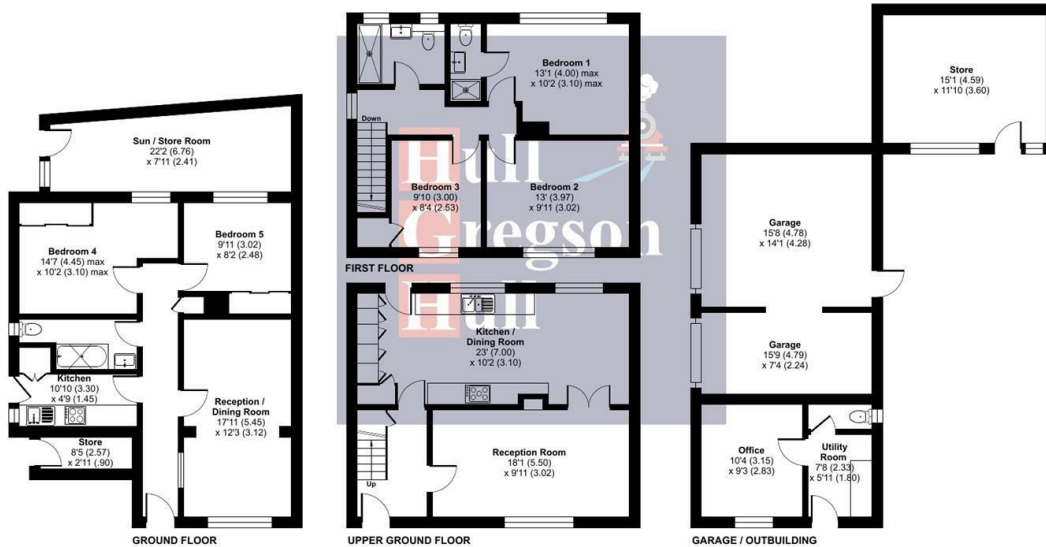 Sun / Store Room
22'2 (6.76)
x 7'11 (2.41)
Bedroom 4
14'7 (4.45) max
x 10'2 (3.10) max
Bedroom 5
9'11 (3.02)
x 8'2 (2.48)
Kitchen
10'10 (3.30)
x 4'9 (1.45)
Reception /
Dining Room
17'11 (5.45)
x 12'3 (3.12)
Store
8'5 (2.57)
x 2'11 (.90)
GROUND FLOOR
Bedroom 1
13'1 (4.00) max
x 10'2 (3.10) max
Down
Bedroom 3
9'10 (3.00)
x 8'4 (2.53)
Bedroom 2
13' (3.97)
x 9'11 (3.02)
FIRST FLOOR
Hull
Gregson
Hull
Kitchen /
Dining Room
23' (7.00)
x 10'2 (3.10)
Reception Room
18'1 (5.50)
x 9'11 (3.02)
Up
UPPER GROUND FLOOR
Store
15'1 (4.59)
x 11'10 (3.60)
Garage
15'8 (4.78)
x 14'1 (4.28)
Garage
15'9 (4.79)
x 7'4 (2.24)
Office
10'4 (3.15)
x 9'3 (2.83)
Utility
Room
7'8 (2.33)
x 5'11 (1.80)
GARAGE / OUTBUILDING